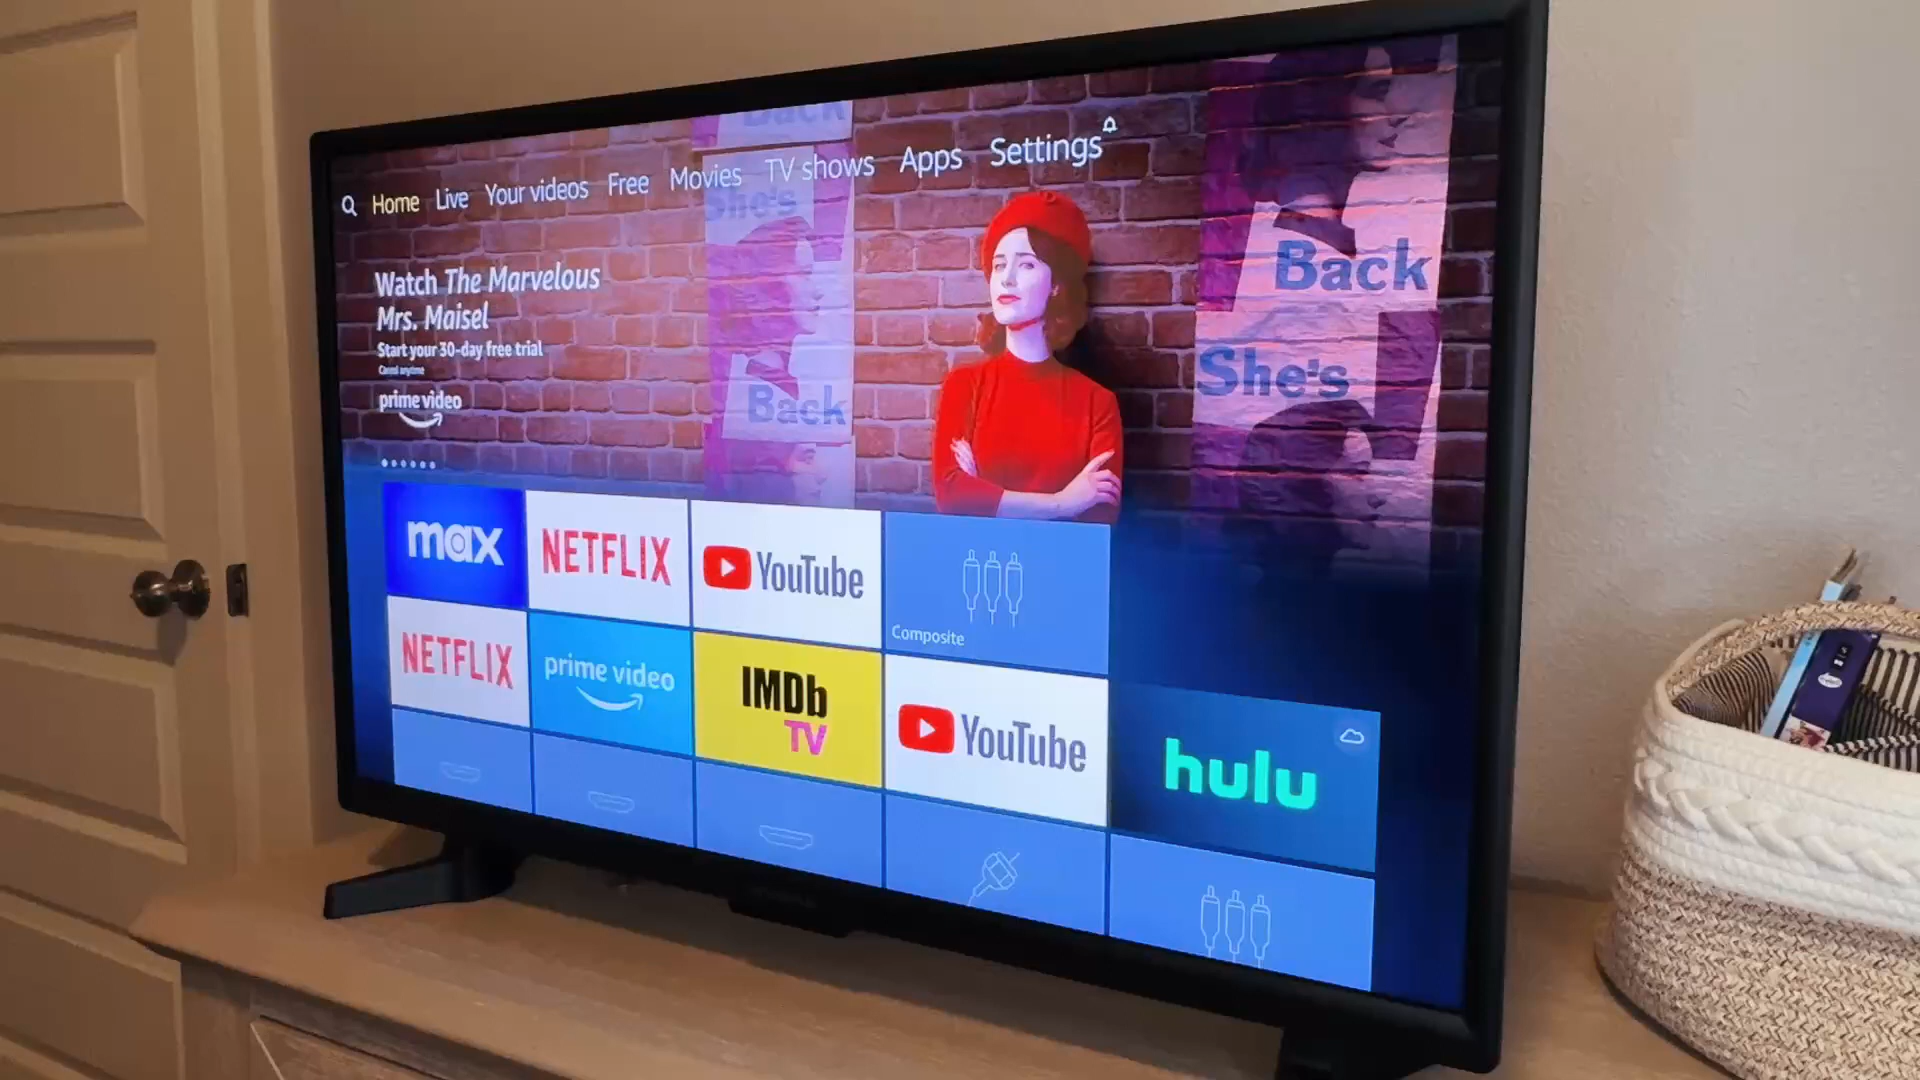 Back
Home Live Your videos Free Movies TV shows Apps Settings
She's
Watch The Marvelous
Mrs. Maisel
Start your 30-day free trial
Cancel anytime
prime video
Back
Back
She's
max NETFLIX YouTube
Composite
NETFLIX prime video IMDb TV YouTube hulu